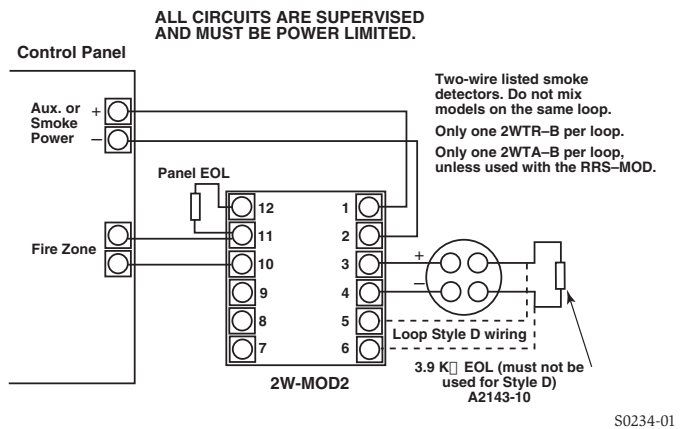 ALL CIRCUITS ARE SUPERVISED
AND MUST BE POWER LIMITED.
Control Panel
Aux. or
Smoke
Power
+
–
Two-wire listed smoke
detectors. Do not mix
models on the same loop.
Only one 2WTR–B per loop.
Only one 2WTA–B per loop,
unless used with the RRS–MOD.
Panel EOL
Fire Zone
12
11
10
9
8
7
1
2
3
4
5
6
+
–
Loop Style D wiring
2W-MOD2
3.9 K▯ EOL (must not be
used for Style D)
A2143-10
S0234-01